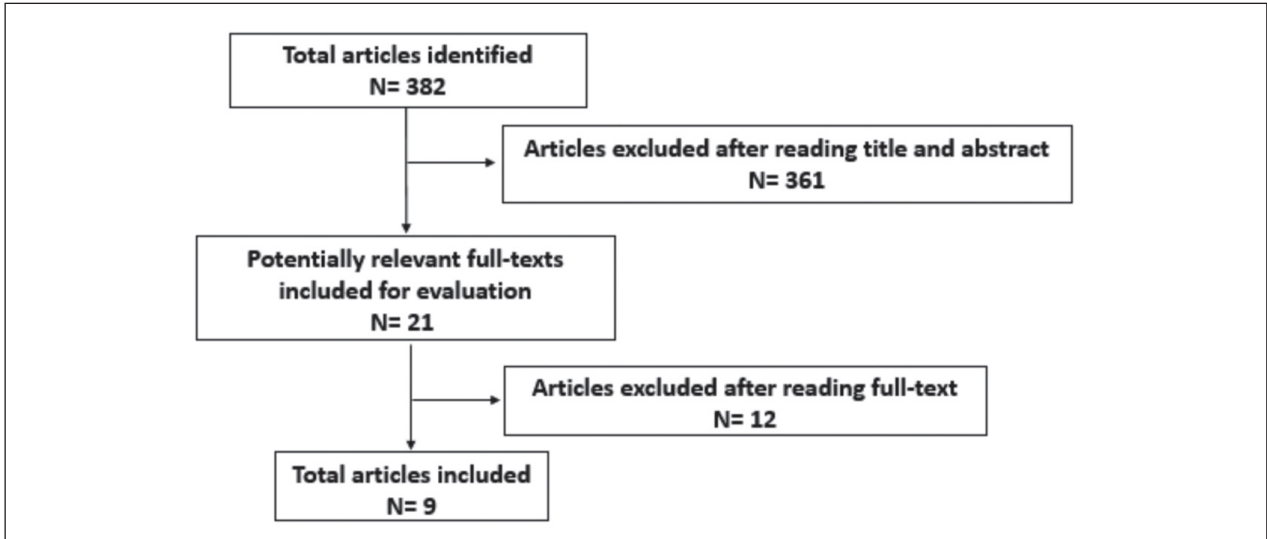 Total articles identified
N= 382
Articles excluded after reading title and abstract
N= 361
Potentially relevant full-texts
included for evaluation
N= 21
Articles excluded after reading full-text
N= 12
Total articles included
N= 9